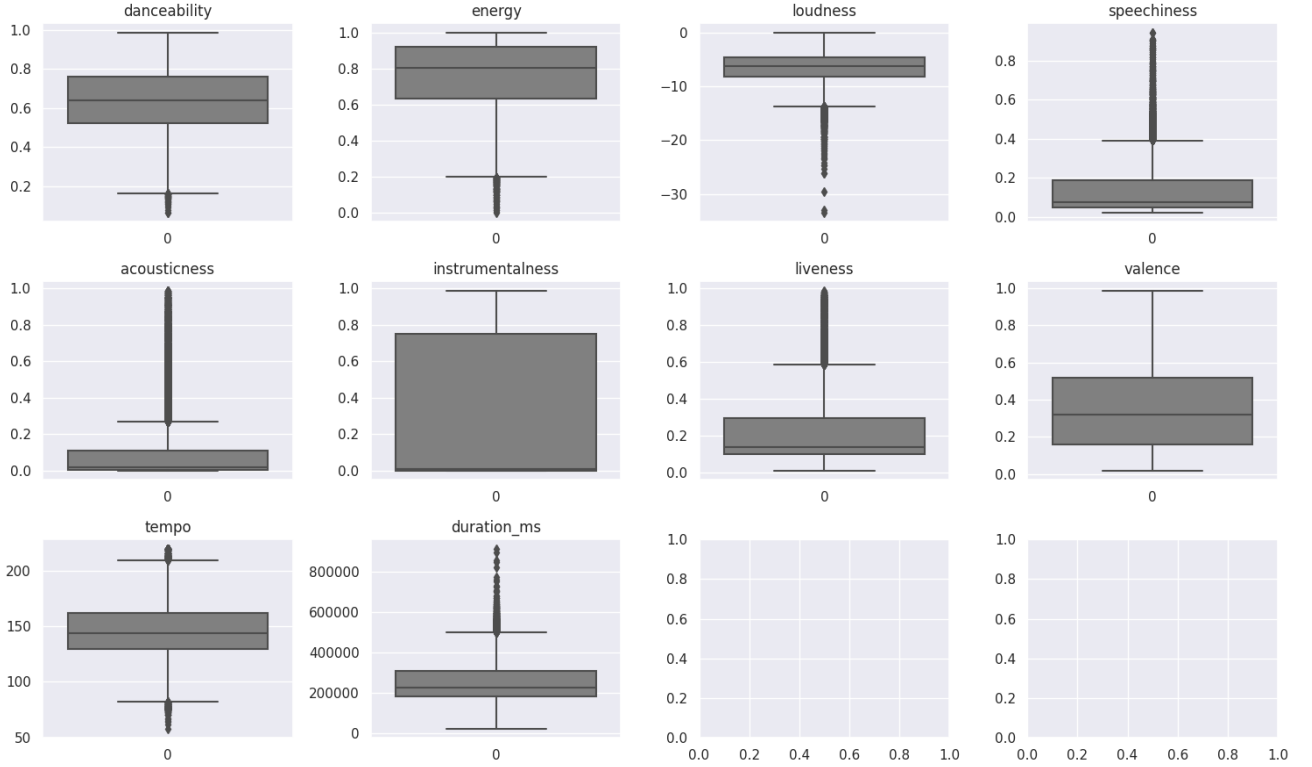 danceability energy loudness speechiness
1.0 1.0 0
0.8 0.8 −10 0.8
0.6 0.6 0.6
0.4 0.4 −20 0.4
0.2 0.2 −30 0.2
0.0 0.0
0 0 0 0
acousticness instrumentalness liveness valence
1.0 1.0 1.0 1.0
0.8 0.8 0.8 0.8
0.6 0.6 0.6 0.6
0.4 0.4 0.4 0.4
0.2 0.2 0.2 0.2
0.0 0.0 0.0 0.0
0 0 0 0
tempo duration_ms
200 800000 1.0 1.0
150 600000 0.8 0.8
100 400000 0.6 0.6
50 200000 0.4 0.4
0 0.2 0.2
0.0 0.0
0 0 0.0 0.2 0.4 0.6 0.8 1.0 0.0 0.2 0.4 0.6 0.8 1.0